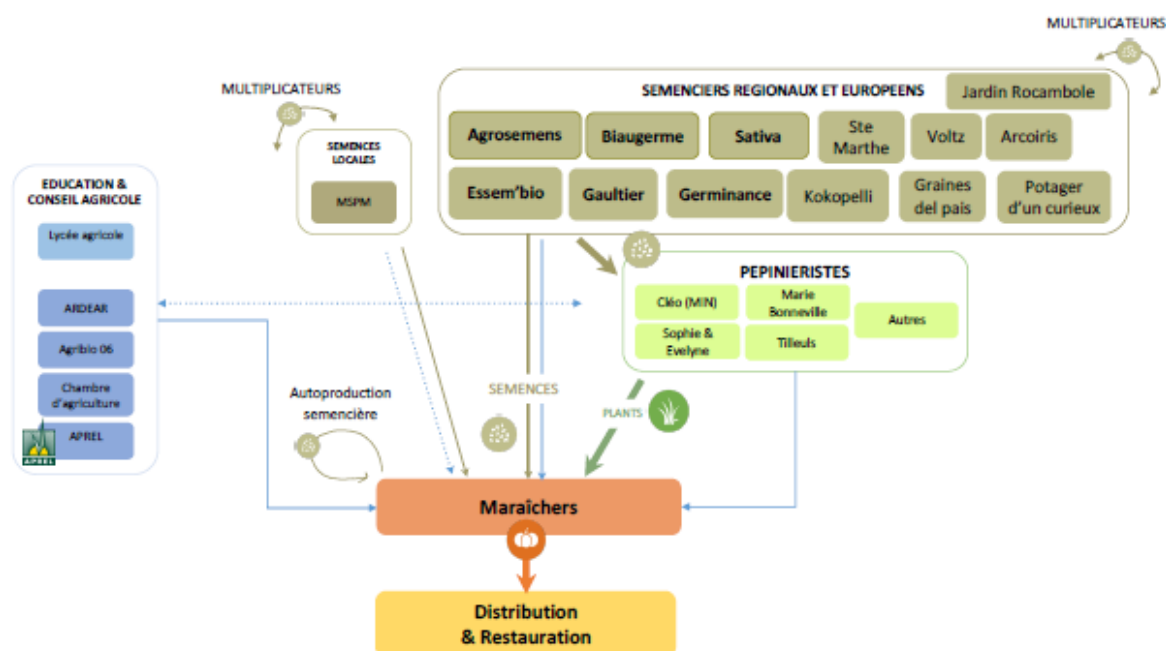 MULTIPLICATEURS
MULTIPLICATEURS
SEMENCIERS REGIONAUX ET EUROPEENS
Jardin Rocambole
Agrosemens
Biaugerme
Sativa
Ste
Marthe
Voltz
Arcoiris
Essem'bio
Gaultier
Germinance
Kokopelli
Graines
del pais
Potager
d'un curieux
SEMENCES
LOCALES
MSPM
EDUCATION &
CONSEIL AGRICOLE
Lycée agricole
ARDEAR
Agribio 06
Chambre
d'agriculture
APREL
APREL
PEPINIERISTES
Cléo (MIN)
Marie
Bonneville
Autres
Sophie &
Evelyne
Tilleuls
SEMENCES
PLANTS
Autoproduction
semencière
Maraîchers
Distribution
& Restauration